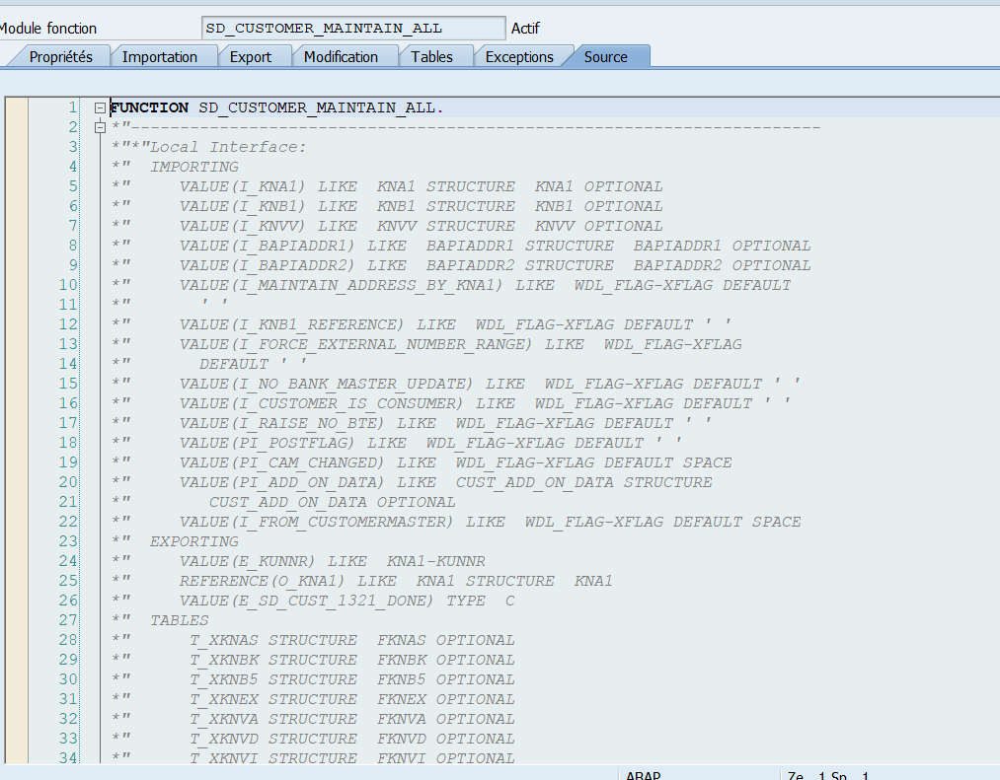 Module fonction SD_CUSTOMER_MAINTAIN_ALL Actif
Propriétés Importation Export Modification Tables Exceptions Source
1 FUNCTION SD_CUSTOMER_MAINTAIN_ALL.
2 *"----------------------------------------------------------------------
3 *"*"Local Interface:
4 *" IMPORTING
5 *" VALUE(I_KNA1) LIKE KNA1 STRUCTURE KNA1 OPTIONAL
6 *" VALUE(I_KNB1) LIKE KNB1 STRUCTURE KNB1 OPTIONAL
7 *" VALUE(I_KNVV) LIKE KNVV STRUCTURE KNVV OPTIONAL
8 *" VALUE(I_BAPIADDR1) LIKE BAPIADDR1 STRUCTURE BAPIADDR1 OPTIONAL
9 *" VALUE(I_BAPIADDR2) LIKE BAPIADDR2 STRUCTURE BAPIADDR2 OPTIONAL
10 *" VALUE(I_MAINTAIN_ADDRESS_BY_KNA1) LIKE WDL_FLAG-XFLAG DEFAULT
11 *" ' '
12 *" VALUE(I_KNB1_REFERENCE) LIKE WDL_FLAG-XFLAG DEFAULT ' '
13 *" VALUE(I_FORCE_EXTERNAL_NUMBER_RANGE) LIKE WDL_FLAG-XFLAG
14 *" DEFAULT ' '
15 *" VALUE(I_NO_BANK_MASTER_UPDATE) LIKE WDL_FLAG-XFLAG DEFAULT ' '
16 *" VALUE(I_CUSTOMER_IS_CONSUMER) LIKE WDL_FLAG-XFLAG DEFAULT ' '
17 *" VALUE(I_RAISE_NO_BTE) LIKE WDL_FLAG-XFLAG DEFAULT ' '
18 *" VALUE(PI_POSTFLAG) LIKE WDL_FLAG-XFLAG DEFAULT ' '
19 *" VALUE(PI_CAM_CHANGED) LIKE WDL_FLAG-XFLAG DEFAULT SPACE
20 *" VALUE(PI_ADD_ON_DATA) LIKE CUST_ADD_ON_DATA STRUCTURE
21 *" CUST_ADD_ON_DATA OPTIONAL
22 *" VALUE(I_FROM_CUSTOMERMASTER) LIKE WDL_FLAG-XFLAG DEFAULT SPACE
23 *" EXPORTING
24 *" VALUE(E_KUNNR) LIKE KNA1-KUNNR
25 *" REFERENCE(O_KNA1) LIKE KNA1 STRUCTURE KNA1
26 *" VALUE(E_SD_CUST_1321_DONE) TYPE C
27 *" TABLES
28 *" T_XKNAS STRUCTURE FKNAS OPTIONAL
29 *" T_XKNBK STRUCTURE FKNBK OPTIONAL
30 *" T_XKNB5 STRUCTURE FKNB5 OPTIONAL
31 *" T_XKNEX STRUCTURE FKNEX OPTIONAL
32 *" T_XKNVA STRUCTURE FKNVA OPTIONAL
33 *" T_XKNVD STRUCTURE FKNVD OPTIONAL
34 *" T_XKNVI STRUCTURE FKNVI OPTIONAL
ABAP Ze 1 Sp 1